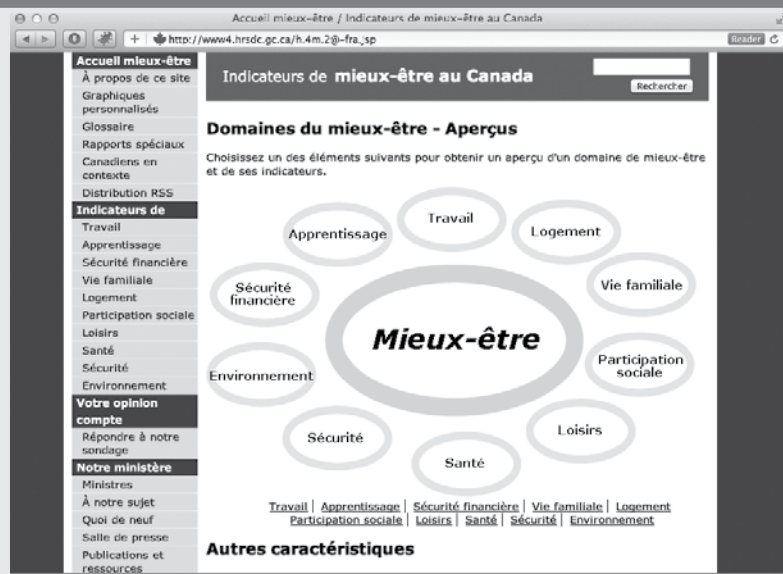 Accueil mieux-être / Indicateurs de mieux-être au Canada
http://www4.hrsdc.gc.ca/h.4m.2@-fra.jsp
Reader
Accueil mieux-être
À propos de ce site
Graphiques
personnalisés
Glossaire
Rapports spéciaux
Canadiens en
contexte
Distribution RSS
Indicateurs de
Travail
Apprentissage
Sécurité financière
Vie familiale
Logement
Participation sociale
Loisirs
Santé
Sécurité
Environnement
Votre opinion
compte
Répondre à notre
sondage
Notre ministère
Ministres
À notre sujet
Quoi de neuf
Salle de presse
Publications et
ressources
Indicateurs de mieux-être au Canada
Rechercher
Domaines du mieux-être - Aperçus
Choisissez un des éléments suivants pour obtenir un aperçu d'un domaine de mieux-être
et de ses indicateurs.
Travail
Apprentissage
Logement
Sécurité
financière
Vie familiale
Mieux-être
Participation
sociale
Environnement
Loisirs
Sécurité
Santé
Travail | Apprentissage | Sécurité financière | Vie familiale | Logement
Participation sociale | Loisirs | Santé | Sécurité | Environnement
Autres caractéristiques